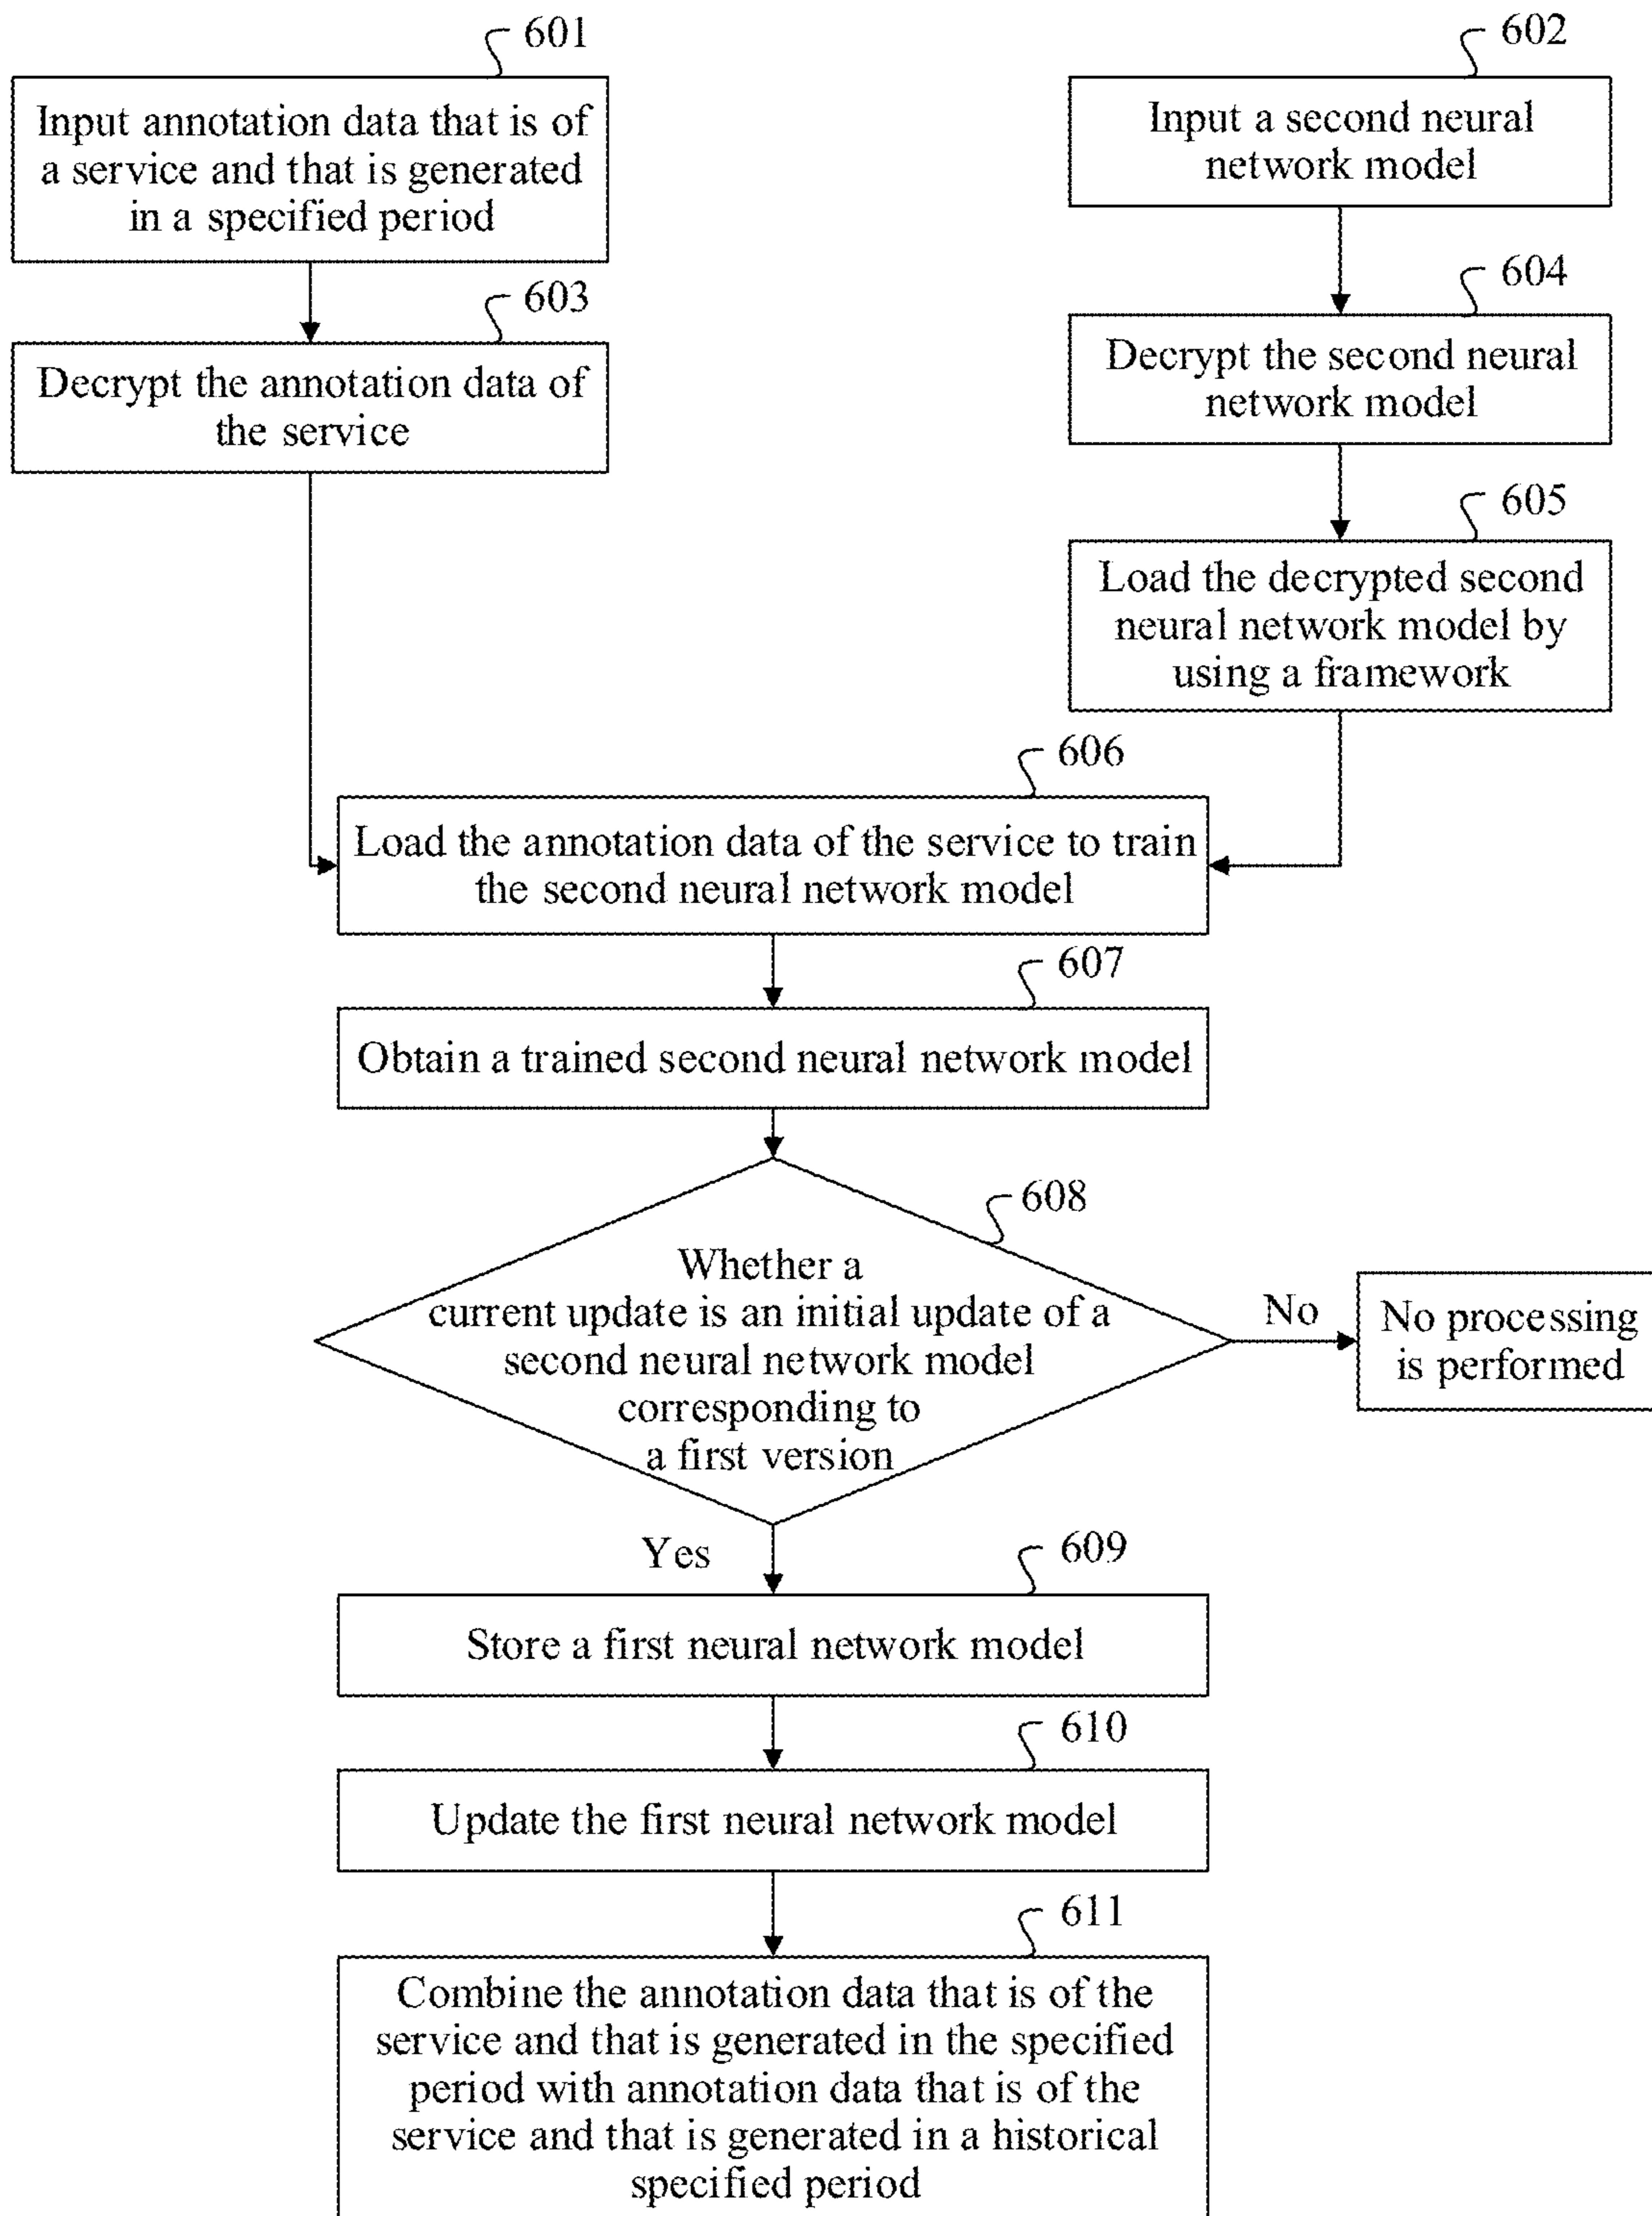 601
Input annotation data that is of
a service and that is generated
in a specified period
602
Input a second neural
network model
603
Decrypt the annotation data of
the service
604
Decrypt the second neural
network model
605
Load the decrypted second
neural network model by
using a framework
606
Load the annotation data of the service to train
the second neural network model
607
Obtain a trained second neural network model
608
Whether a
current update is an initial update of a
second neural network model
corresponding to
a first version
No
No processing
is performed
Yes
609
Store a first neural network model
610
Update the first neural network model
611
Combine the annotation data that is of the
service and that is generated in the specified
period with annotation data that is of the
service and that is generated in a historical
specified period